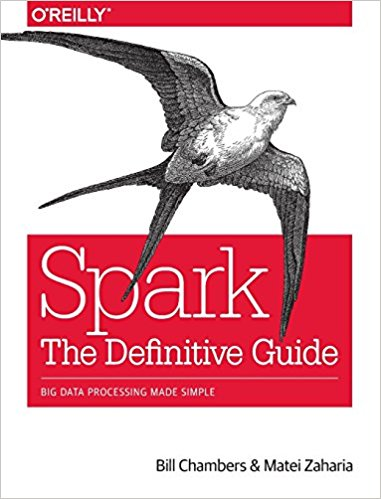 O'REILLY®
Spark
The Definitive Guide
BIG DATA PROCESSING MADE SIMPLE
Bill Chambers & Matei Zaharia